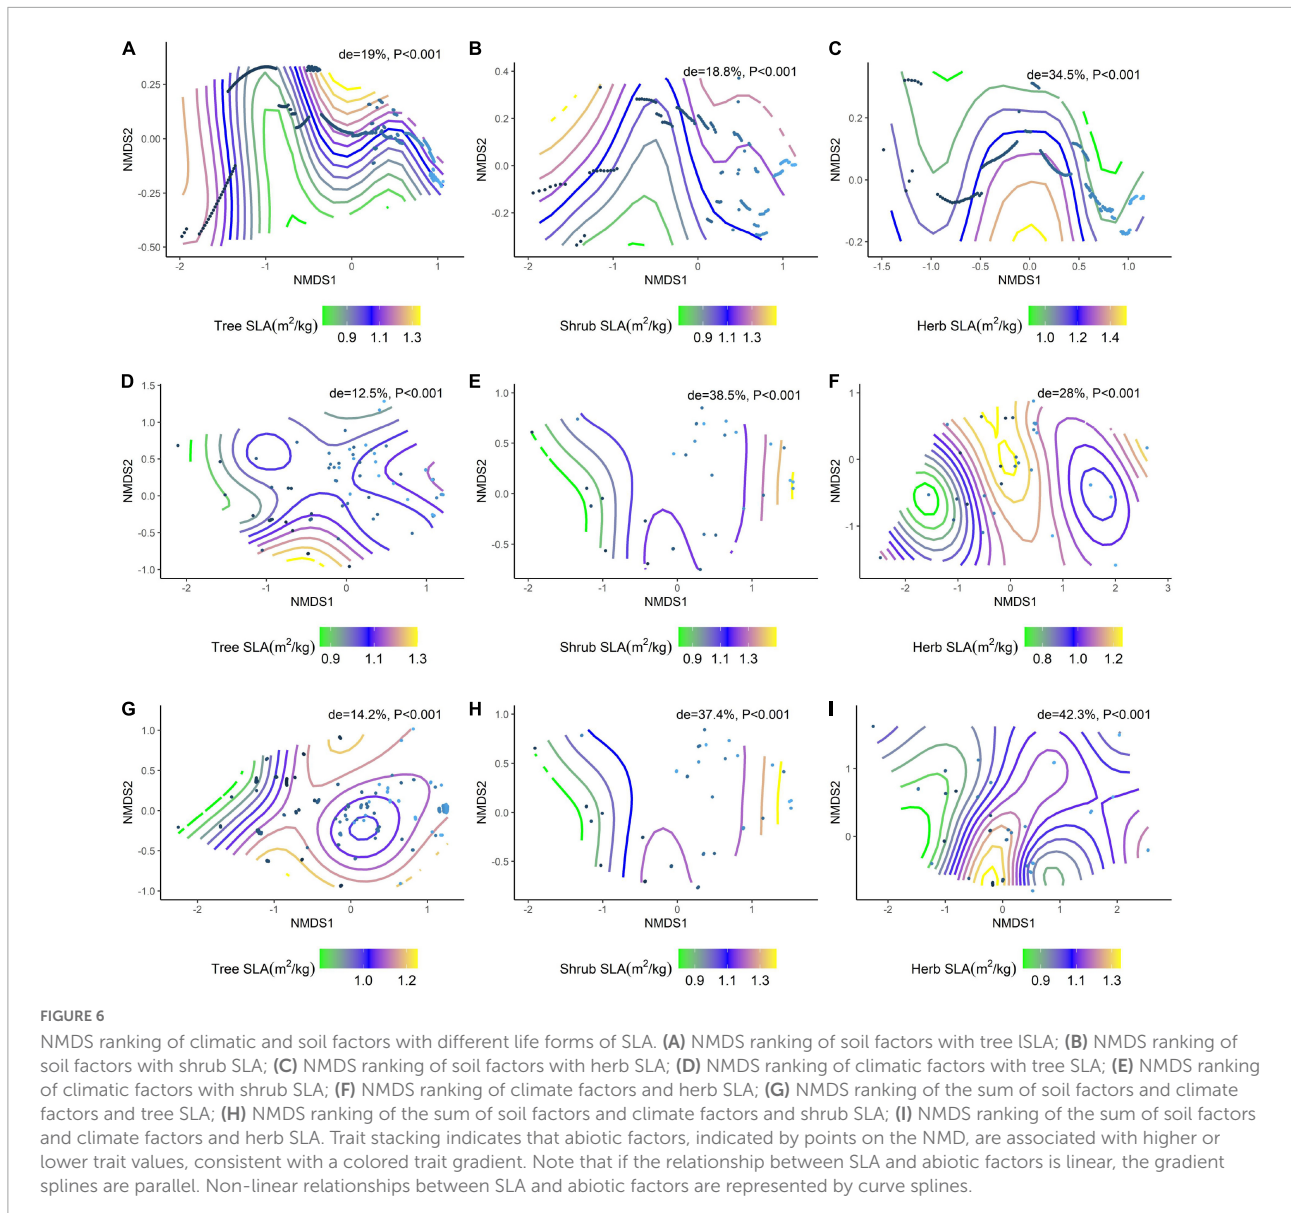 A
de=19%, P<0.001
0.25
0.00
-0.25
-0.50
NMDS2
-2
-1
0
1
NMDS1
Tree SLA(m²/kg)
0.9 1.1 1.3
B
de=18.8%, P<0.001
0.4
0.2
0.0
-0.2
NMDS2
-2
-1
0
1
NMDS1
Shrub SLA(m²/kg)
0.9 1.1 1.3
C
de=34.5%, P<0.001
0.2
0.0
-0.2
NMDS2
-1.5
-1.0
-0.5
0.0
0.5
1.0
NMDS1
Herb SLA(m²/kg)
1.0 1.2 1.4
D
de=12.5%, P<0.001
1.5
1.0
0.5
0.0
-0.5
-1.0
NMDS2
-2
-1
0
1
NMDS1
Tree SLA(m²/kg)
0.9 1.1 1.3
E
de=38.5%, P<0.001
1.0
0.5
0.0
-0.5
NMDS2
-2
-1
0
1
NMDS1
Shrub SLA(m²/kg)
0.9 1.1 1.3
F
de=28%, P<0.001
1
0
-1
NMDS2
-2
-1
0
1
2
3
NMDS1
Herb SLA(m²/kg)
0.8 1.0 1.2
G
de=14.2%, P<0.001
1.0
0.5
0.0
-0.5
-1.0
NMDS2
-2
-1
0
1
NMDS1
Tree SLA(m²/kg)
1.0 1.2
H
de=37.4%, P<0.001
1.0
0.5
0.0
-0.5
NMDS2
-2
-1
0
1
NMDS1
Shrub SLA(m²/kg)
0.9 1.1 1.3
I
de=42.3%, P<0.001
1
0
NMDS2
-2
-1
0
1
2
NMDS1
Herb SLA(m²/kg)
0.9 1.1 1.3
FIGURE 6
NMDS ranking of climatic and soil factors with different life forms of SLA. (A) NMDS ranking of soil factors with tree lSLA; (B) NMDS ranking of
soil factors with shrub SLA; (C) NMDS ranking of soil factors with herb SLA; (D) NMDS ranking of climatic factors with tree SLA; (E) NMDS ranking
of climatic factors with shrub SLA; (F) NMDS ranking of climate factors and herb SLA; (G) NMDS ranking of the sum of soil factors and climate
factors and tree SLA; (H) NMDS ranking of the sum of soil factors and climate factors and shrub SLA; (I) NMDS ranking of the sum of soil factors
and climate factors and herb SLA. Trait stacking indicates that abiotic factors, indicated by points on the NMD, are associated with higher or
lower trait values, consistent with a colored trait gradient. Note that if the relationship between SLA and abiotic factors is linear, the gradient
splines are parallel. Non-linear relationships between SLA and abiotic factors are represented by curve splines.